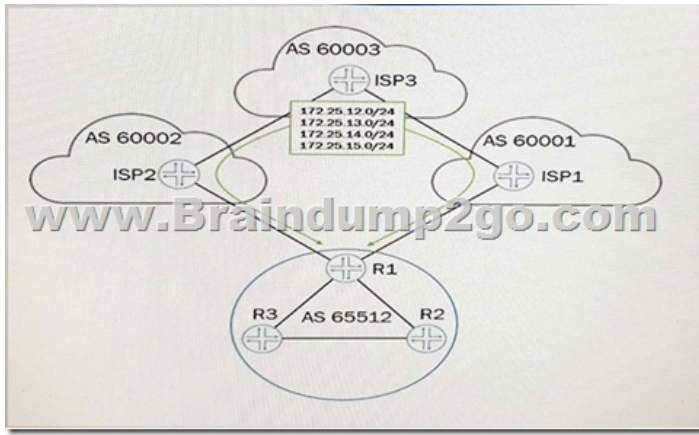 AS 60003
ISP3
172.25.12.0/24
172.25.13.0/24
172.25.14.0/24
172.25.15.0/24
AS 60002
AS 60001
ISP2
ISP1
www.Braindump2go.com
R1
R3
AS 65512
R2